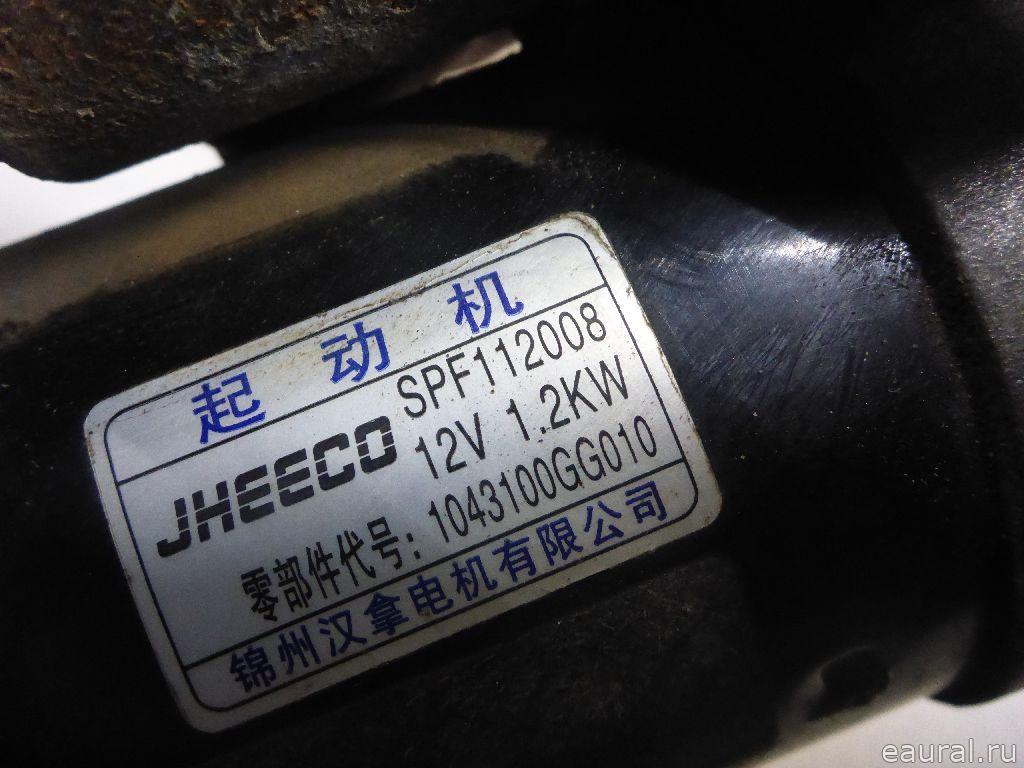 起动机
SPF112008
JHEECO 12V 1.2KW
零部件代号: 1043100GG010
锦州汉拿电机有限公司
eaural.ru